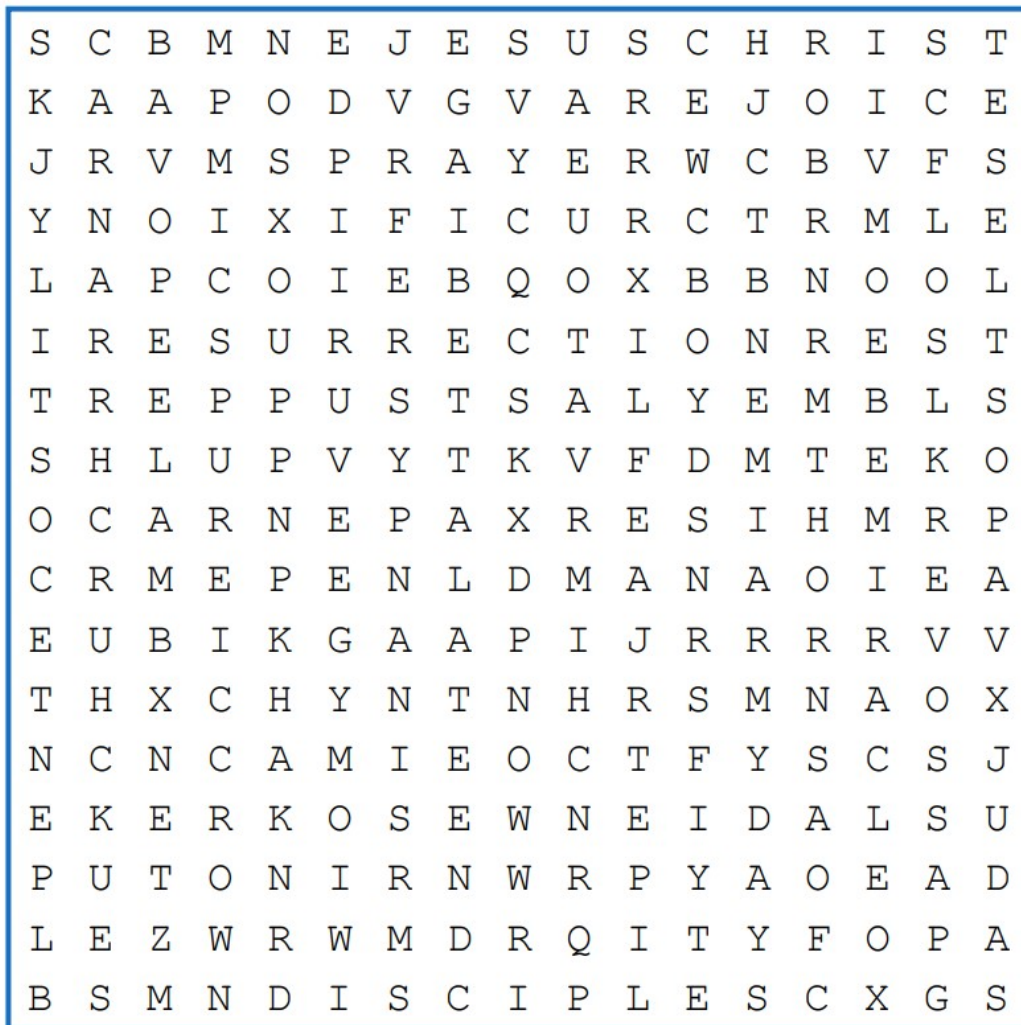 S C B M N E J E S U S C H R I S T
K A A P O D V G V A R E J O I C E
J R V M S P R A Y E R W C B V F S
Y N O I X I F I C U R C T R M L E
L A P C O I E B Q O X B B N O O L
I R E S U R R E C T I O N R E S T
T R E P P U S T S A L Y E M B L S
S H L U P V Y T K V F D M T E K O
O C A R N E P A X R E S I H M R P
C R M E P E N L D M A N A O I E A
E U B I K G A A P I J R R R R V V
T H X C H Y N T N H R S M N A O X
N C N C A M I E O C T F Y S C S J
E K E R K O S E W N E I D A L S U
P U T O N I R N W R P Y A O E A D
L E Z W R W M D R Q I T Y F O P A
B S M N D I S C I P L E S C X G S